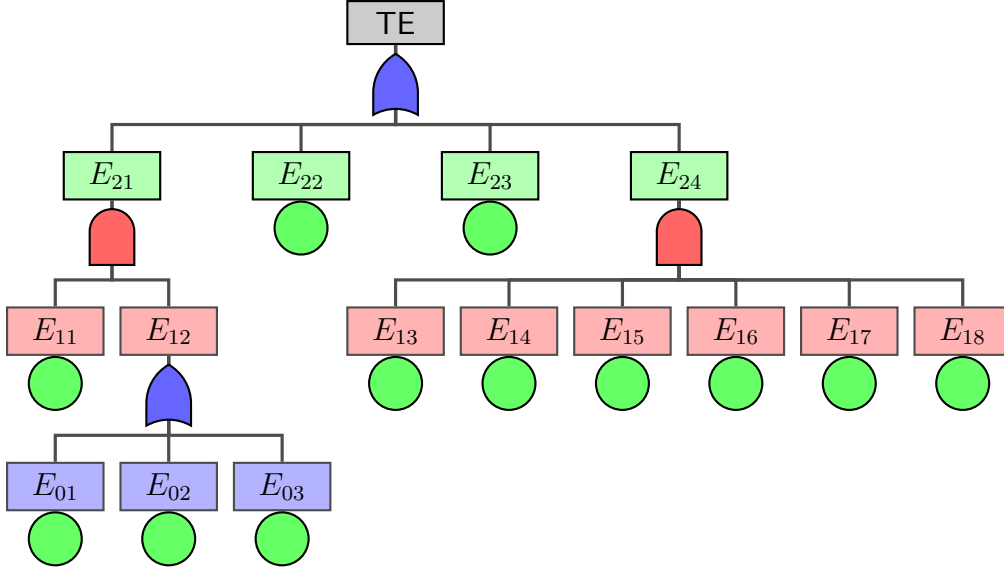 TE
E₂₁ E₂₂ E₂₃ E₂₄
E₁₁ E₁₂ E₁₃ E₁₄ E₁₅ E₁₆ E₁₇ E₁₈
E₀₁ E₀₂ E₀₃